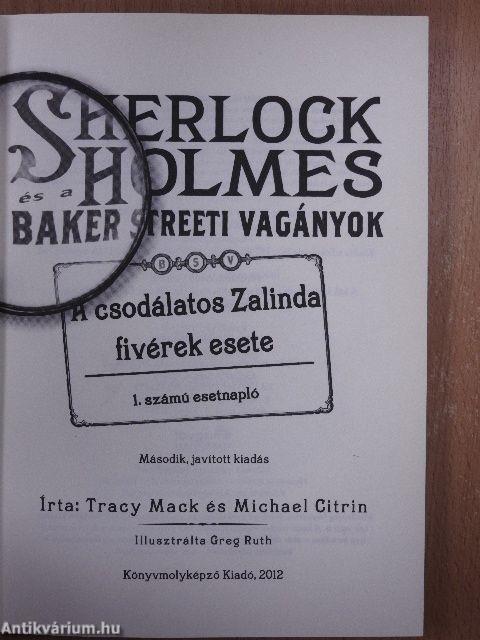 SHERLOCK
és a HOLMES
BAKER STREETI VAGÁNYOK
B S V
A csodálatos Zalinda
fivérek esete
1. számú esetnapló
Második, javított kiadás
Írta: Tracy Mack és Michael Citrin
Illusztrálta Greg Ruth
Könyvmolyképző Kiadó, 2012
Antikvárium.hu